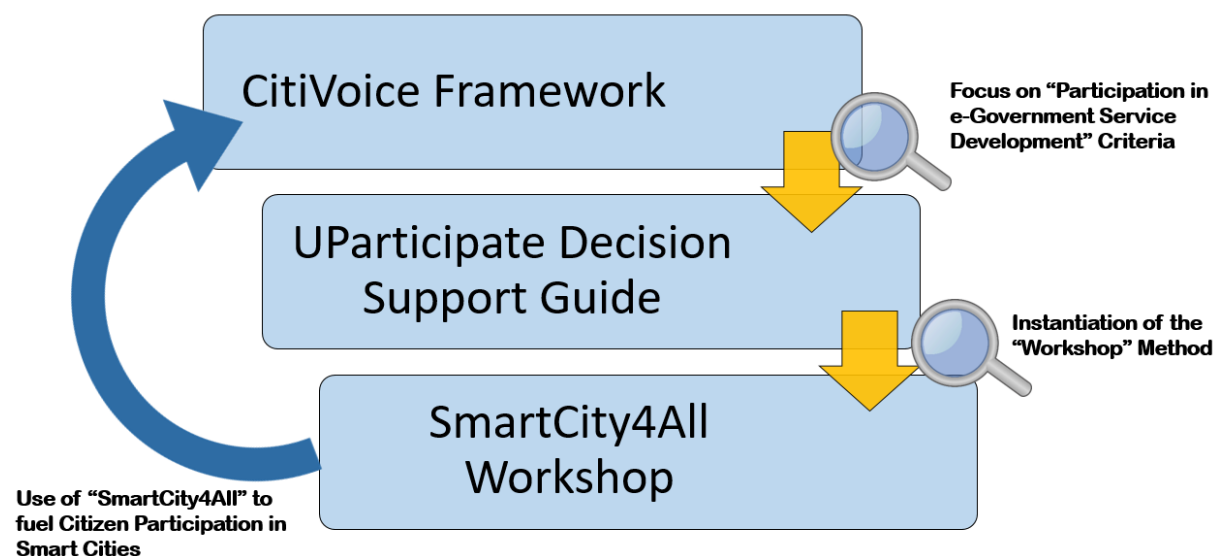 CitiVoice Framework
Focus on “Participation in
e-Government Service
Development” Criteria
UParticipate Decision
Support Guide
Instantiation of the
“Workshop” Method
SmartCity4All
Workshop
Use of “SmartCity4All” to
fuel Citizen Participation in
Smart Cities